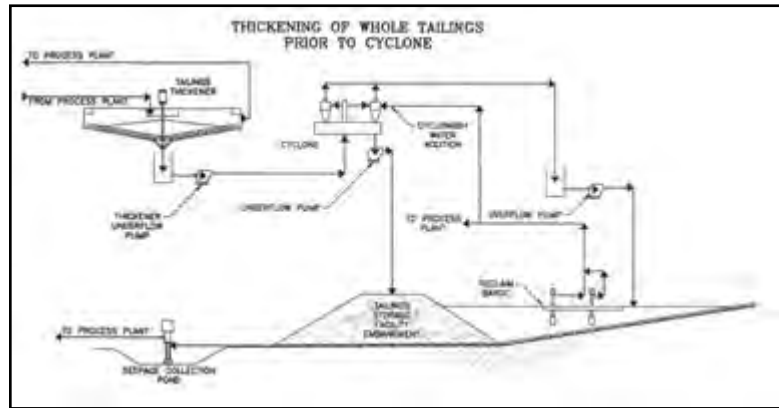 THICKENING OF WHOLE TAILINGS
PRIOR TO CYCLONE
TO PROCESS PLANT
TAILINGS
THICKENER
FROM PROCESS PLANT
CYCLONE
CYCLOWASH
WATER
ADDITION
THICKENER
UNDERFLOW
PUMP
UNDERFLOW PUMP
TO PROCESS
PLANT
OVERFLOW PUMP
RECLAIM
BARGE
TAILINGS
STORAGE
FACILITY
EMBANKMENT
TO PROCESS PLANT
SEEPAGE COLLECTION
POND